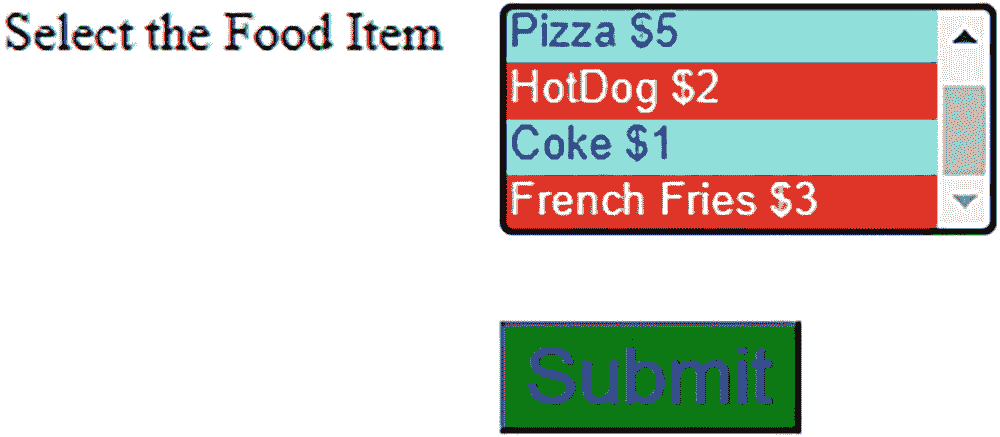 Select the Food Item
Pizza $5
HotDog $2
Coke $1
French Fries $3
Submit